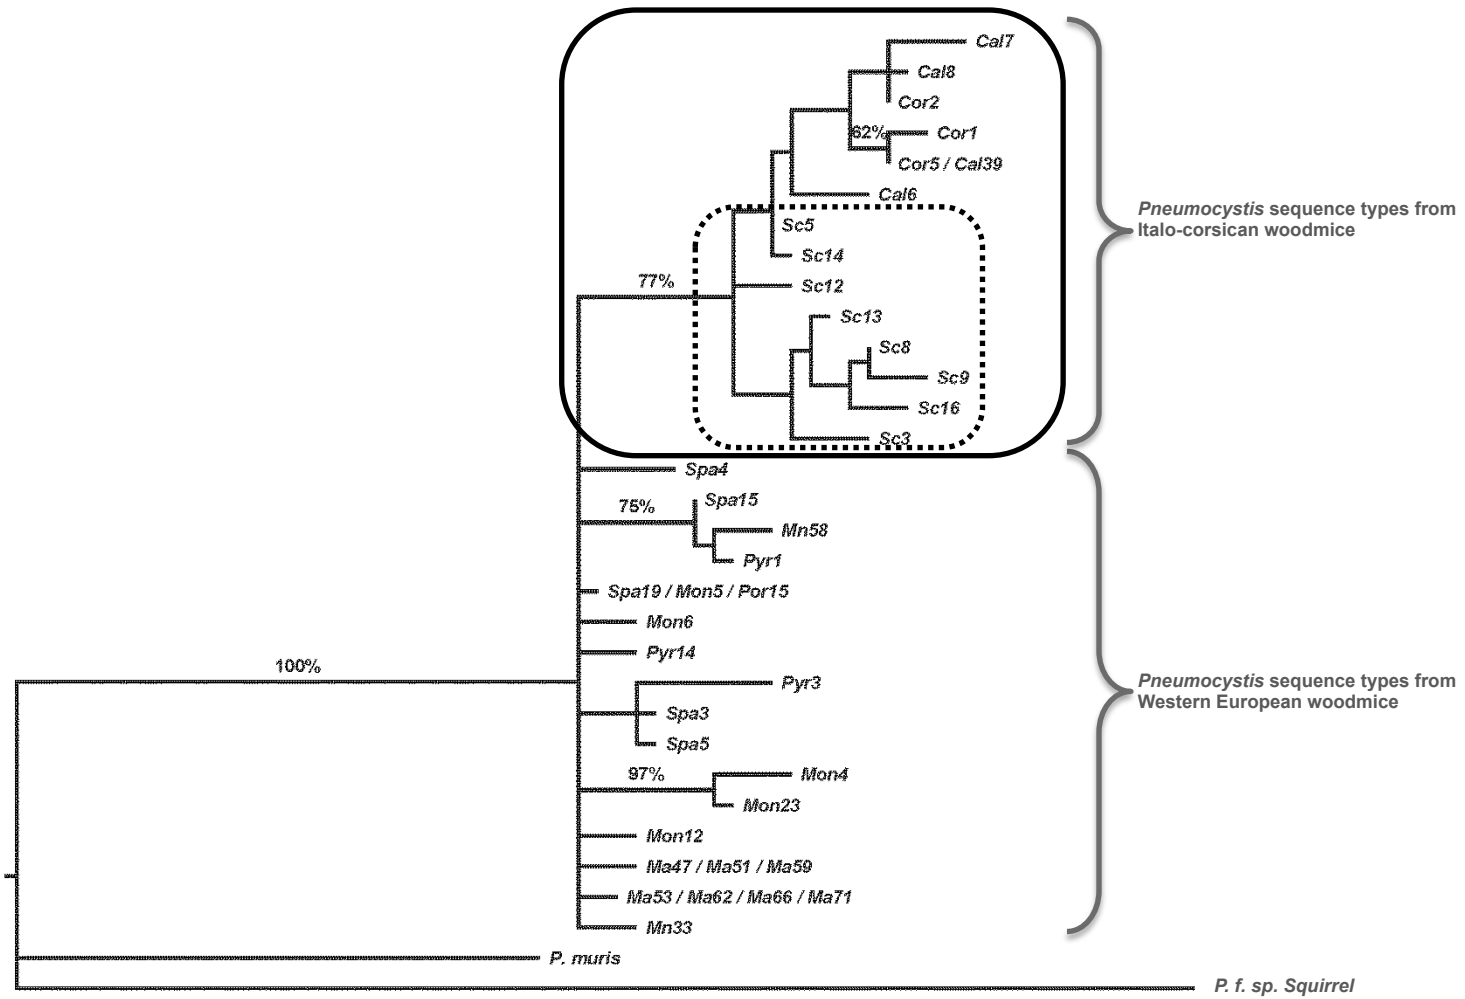 Cal7
Cal8
Cor2
62%
Cor1
Cor5 / Cal39
Cal6
Pneumocystis sequence types from
Italo-corsican woodmice
Sc5
Sc14
77%
Sc12
Sc13
Sc8
Sc9
Sc16
Sc3
Spa4
75%
Spa15
Mn58
Pyr1
Spa19 / Mon5 / Por15
Mon6
Pyr14
100%
Pyr3
Pneumocystis sequence types from
Western European woodmice
Spa3
Spa5
97%
Mon4
Mon23
Mon12
Ma47 / Ma51 / Ma59
Ma53 / Ma62 / Ma66 / Ma71
Mn33
P. muris
P. f. sp. Squirrel